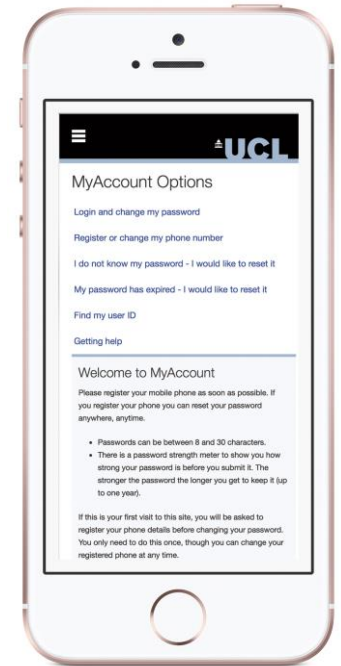 UCL
MyAccount Options
Login and change my password
Register or change my phone number
I do not know my password - I would like to reset it
My password has expired - I would like to reset it
Find my user ID
Getting help
Welcome to MyAccount
Please register your mobile phone as soon as possible. If
you register your phone you can reset your password
anywhere, anytime.
• Passwords can be between 8 and 30 characters.
• There is a password strength meter to show you how
strong your password is before you submit it. The
stronger the password the longer you get to keep it (up
to one year).
If this is your first visit to this site, you will be asked to
register your phone details before changing your password.
You only need to do this once, though you can change your
registered phone at any time.